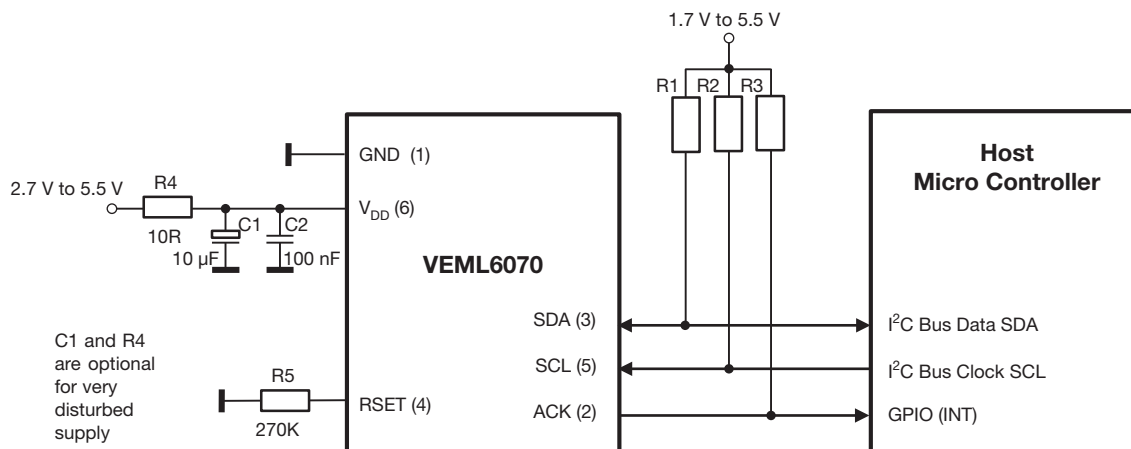 1.7 V to 5.5 V
R1 R2 R3
GND (1)
Host
Micro Controller
2.7 V to 5.5 V
R4
V_DD (6)
C1 C2
10R
10 µF 100 nF
VEML6070
SDA (3)
I²C Bus Data SDA
C1 and R4
are optional
for very
disturbed
supply
SCL (5)
I²C Bus Clock SCL
R5
RSET (4)
ACK (2)
GPIO (INT)
270K